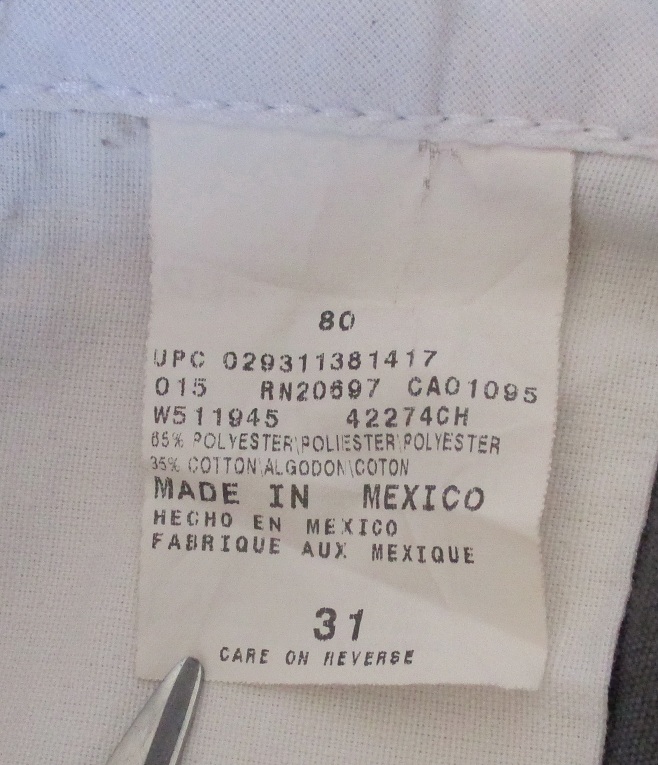 80
UPC 029311381417
015 RN20697 CA01095
W511945 42274CH
65% POLYESTER\POLIESTER\POLYESTER
35% COTTON\ALGODON\COTON
MADE IN MEXICO
HECHO EN MEXICO
FABRIQUE AUX MEXIQUE
31
CARE ON REVERSE